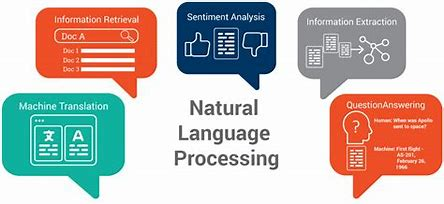 Information Retrieval
Doc A
Doc 1
Doc 2
Doc 3
Sentiment Analysis
Information Extraction
Machine Translation
文
A
Natural
Language
Processing
QuestionAnswering
Human: When was Apollo
sent to space?
Machine: First flight -
AS-201,
February 26,
1966